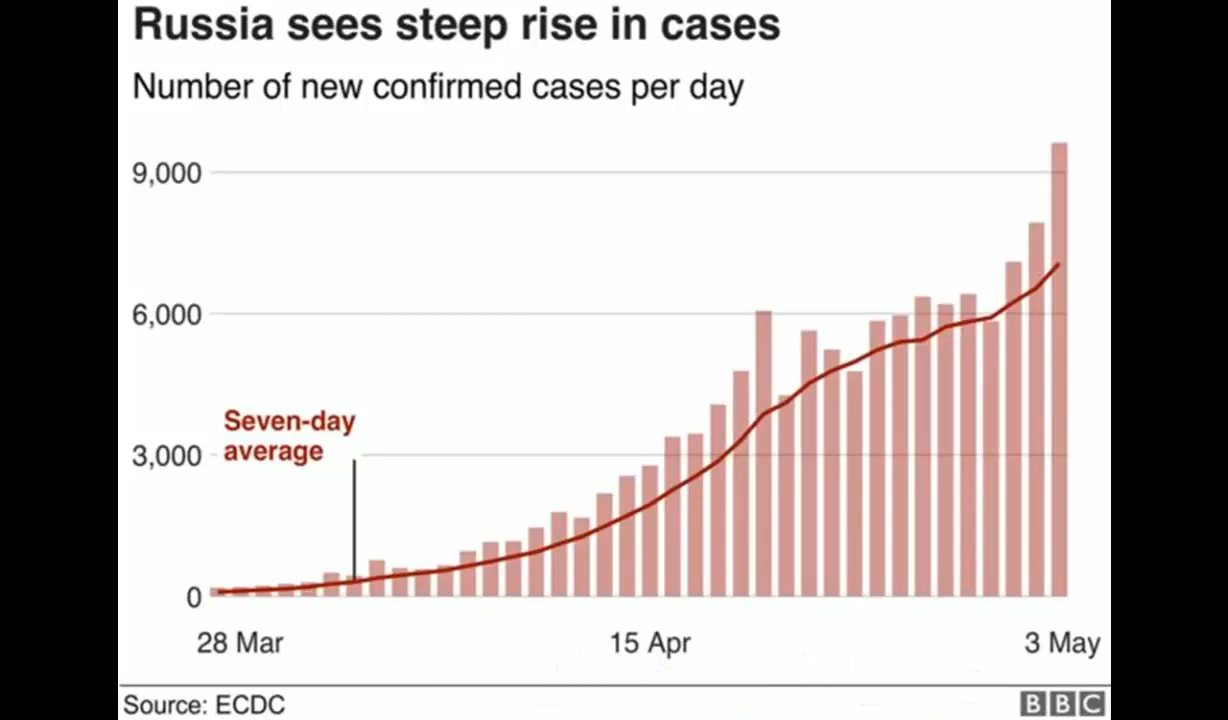 Russia sees steep rise in cases
Number of new confirmed cases per day
9,000
6,000
Seven-day
average
3,000
0
28 Mar
15 Apr
3 May
Source: ECDC
BBC